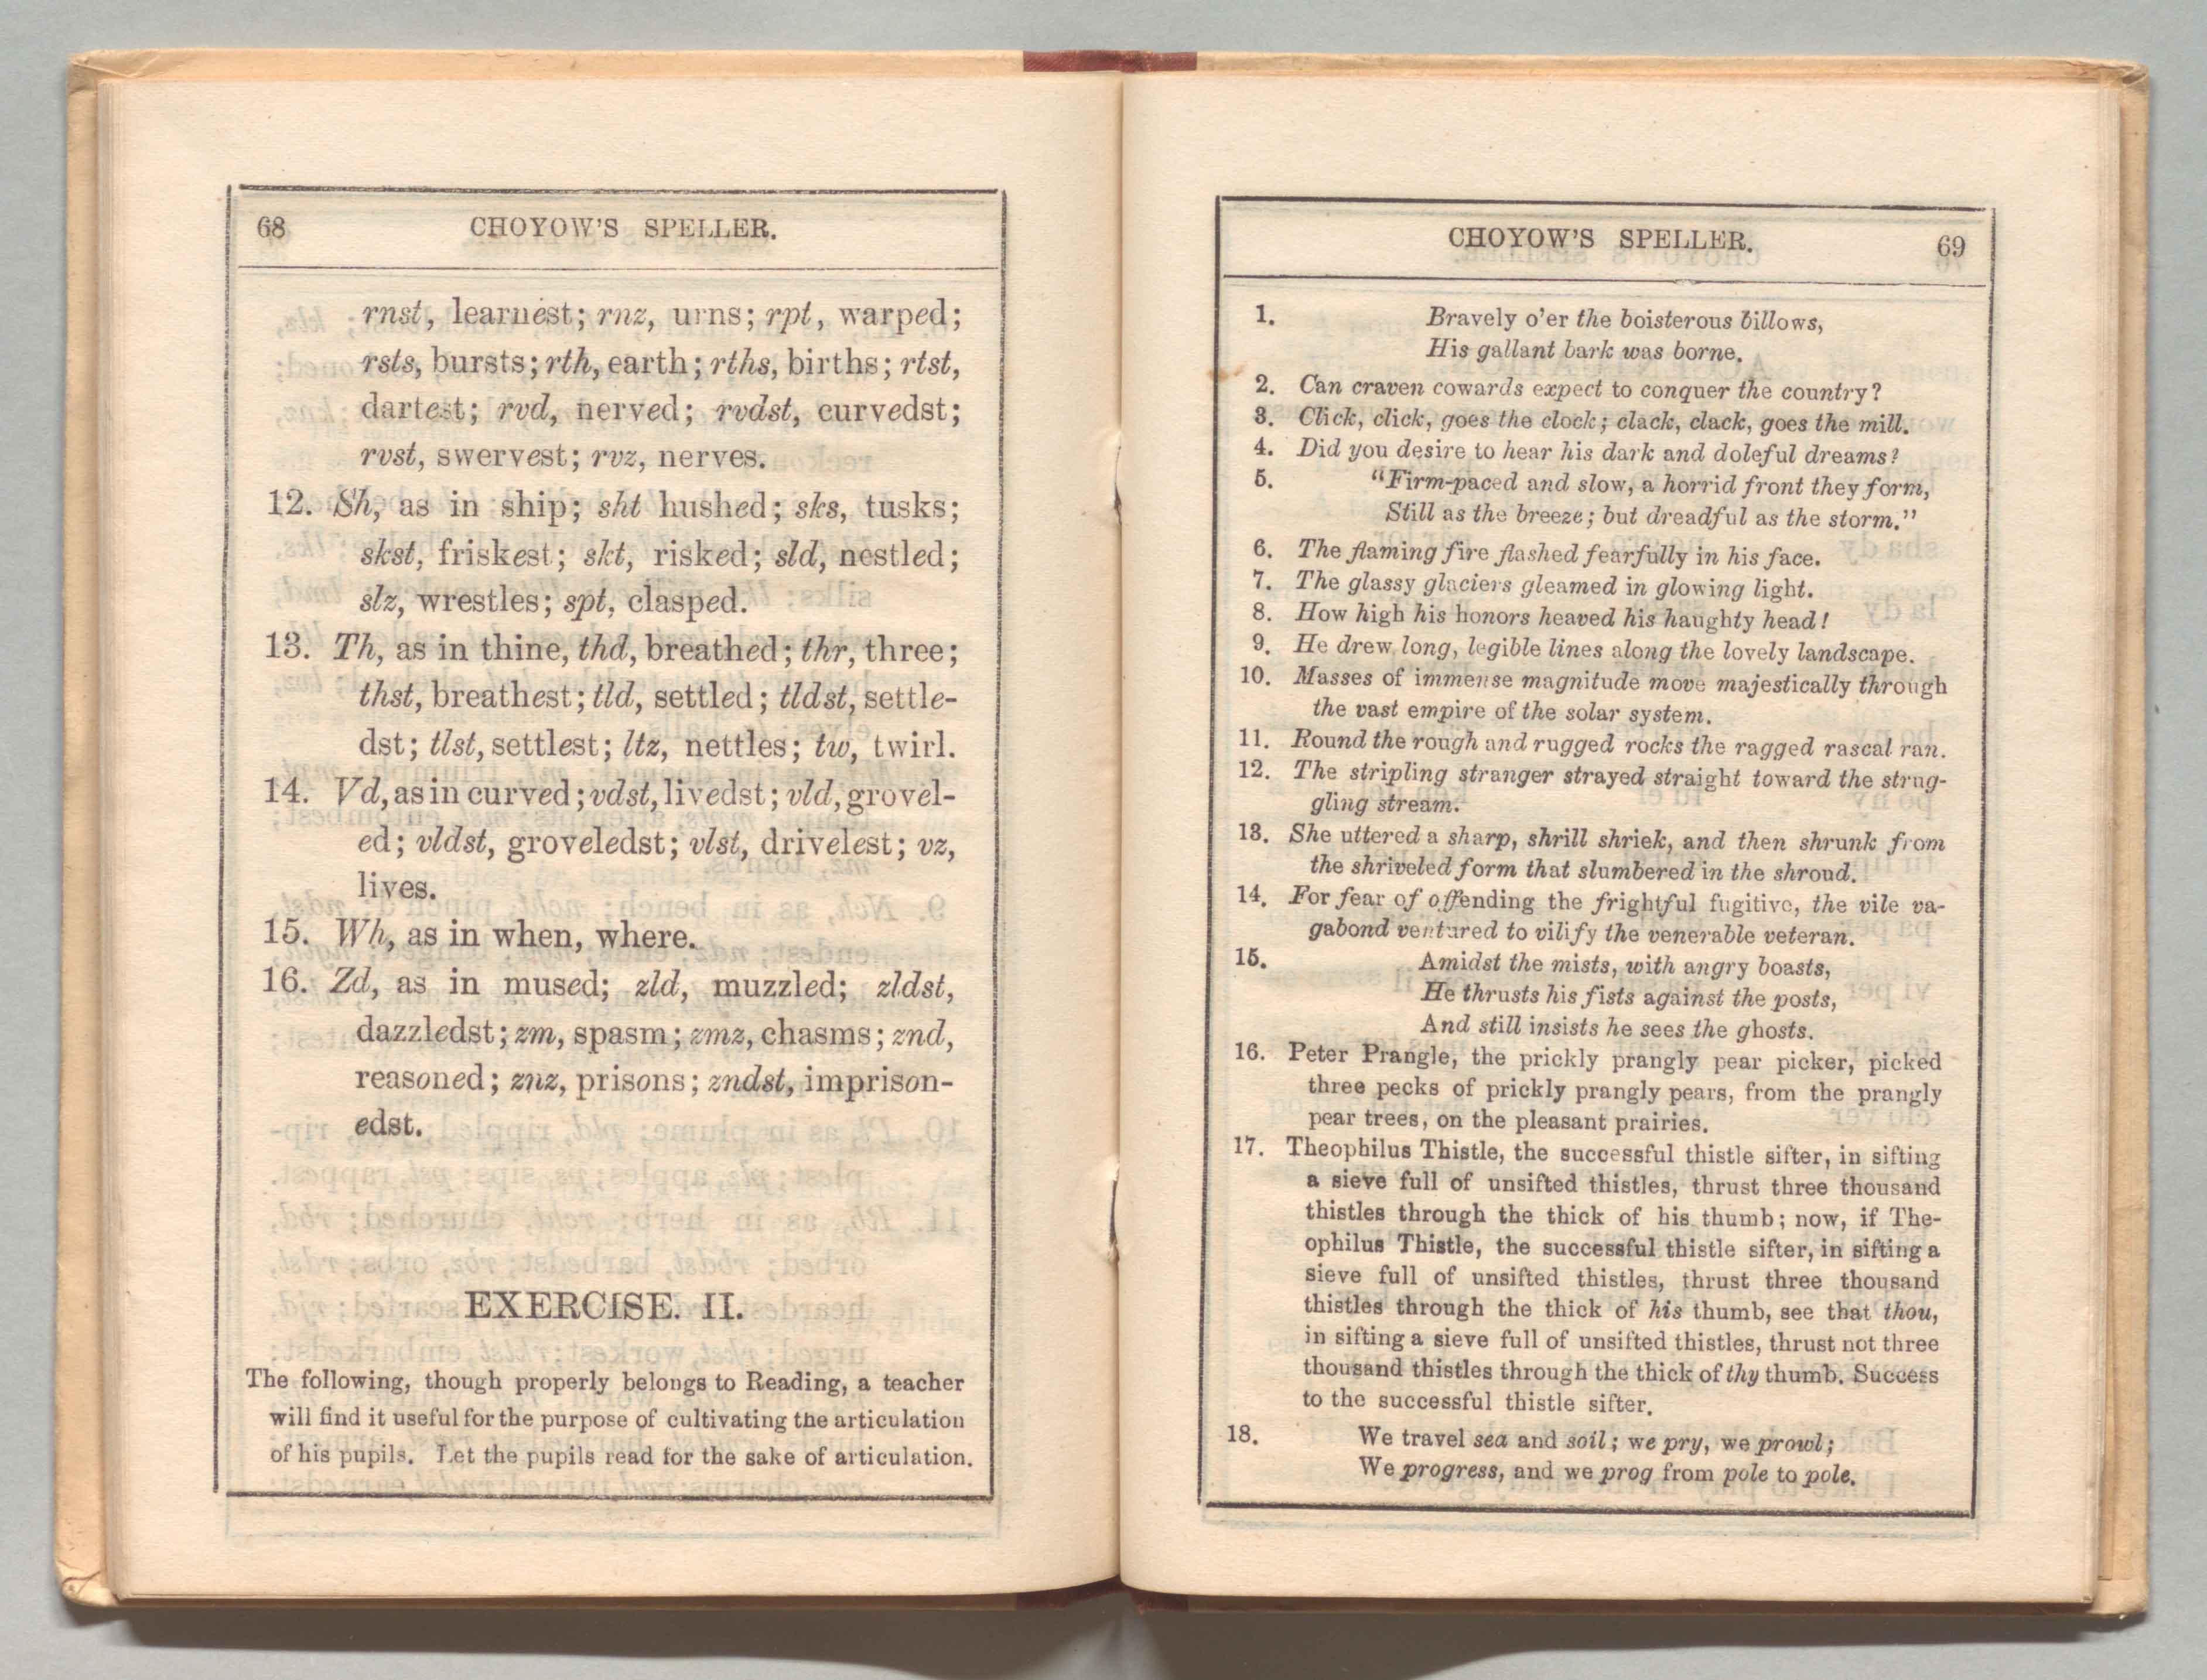 68 CHOYOW'S SPELLER.
rnst, learnest; rnz, urns; rpt, warped;
rsts, bursts; rth, earth; rths, births; rtst,
dartest; rvd, nerved; rvdst, curvedst;
rvst, swervest; rvz, nerves.
12. Sh, as in ship; sht hushed; sks, tusks;
skst, friskest; skt, risked; sld, nestled;
slz, wrestles; spt, clasped.
13. Th, as in thine, thd, breathed; thr, three;
thst, breathest; tld, settled; tldst, settle-
dst; tlst, settlest; ltz, nettles; tw, twirl.
14. Vd, as in curved; vdst, livedst; vld, grovel-
ed; vldst, groveledst; vlst, drivelest; vz,
lives.
15. Wh, as in when, where.
16. Zd, as in mused; zld, muzzled; zldst,
dazzledst; zm, spasm; zmz, chasms; znd,
reasoned; znz, prisons; zndst, imprison-
edst.
EXERCISE. II.
The following, though properly belongs to Reading, a teacher
will find it useful for the purpose of cultivating the articulation
of his pupils. Let the pupils read for the sake of articulation.
CHOYOW'S SPELLER. 69
1. Bravely o'er the boisterous billows,
His gallant bark was borne.
2. Can craven cowards expect to conquer the country?
3. Click, click, goes the clock; clack, clack, goes the mill.
4. Did you desire to hear his dark and doleful dreams?
5. "Firm-paced and slow, a horrid front they form,
Still as the breeze; but dreadful as the storm."
6. The flaming fire flashed fearfully in his face.
7. The glassy glaciers gleamed in glowing light.
8. How high his honors heaved his haughty head!
9. He drew long, legible lines along the lovely landscape.
10. Masses of immense magnitude move majestically through
the vast empire of the solar system.
11. Round the rough and rugged rocks the ragged rascal ran.
12. The stripling stranger strayed straight toward the strug-
gling stream.
13. She uttered a sharp, shrill shriek, and then shrunk from
the shriveled form that slumbered in the shroud.
14. For fear of offending the frightful fugitive, the vile va-
gabond ventured to vilify the venerable veteran.
15. Amidst the mists, with angry boasts,
He thrusts his fists against the posts,
And still insists he sees the ghosts.
16. Peter Prangle, the prickly prangly pear picker, picked
three pecks of prickly prangly pears, from the prangly
pear trees, on the pleasant prairies.
17. Theophilus Thistle, the successful thistle sifter, in sifting
a sieve full of unsifted thistles, thrust three thousand
thistles through the thick of his thumb; now, if The-
ophilus Thistle, the successful thistle sifter, in sifting a
sieve full of unsifted thistles, thrust three thousand
thistles through the thick of his thumb, see that thou,
in sifting a sieve full of unsifted thistles, thrust not three
thousand thistles through the thick of thy thumb. Success
to the successful thistle sifter.
18. We travel sea and soil; we pry, we prowl;
We progress, and we prog from pole to pole.